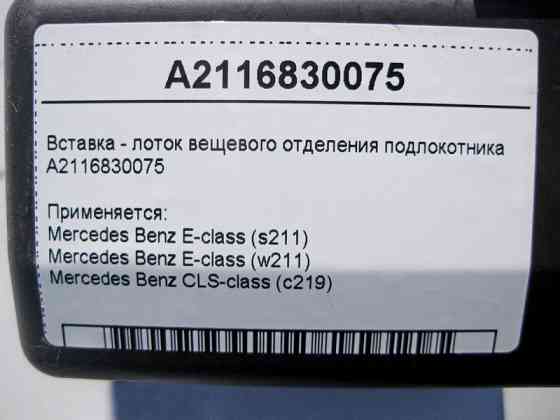 A2116830075
Вставка - лоток вещевого отделения подлокотника
A2116830075
Применяется:
Mercedes Benz E-class (s211)
Mercedes Benz E-class (w211)
Mercedes Benz CLS-class (c219)